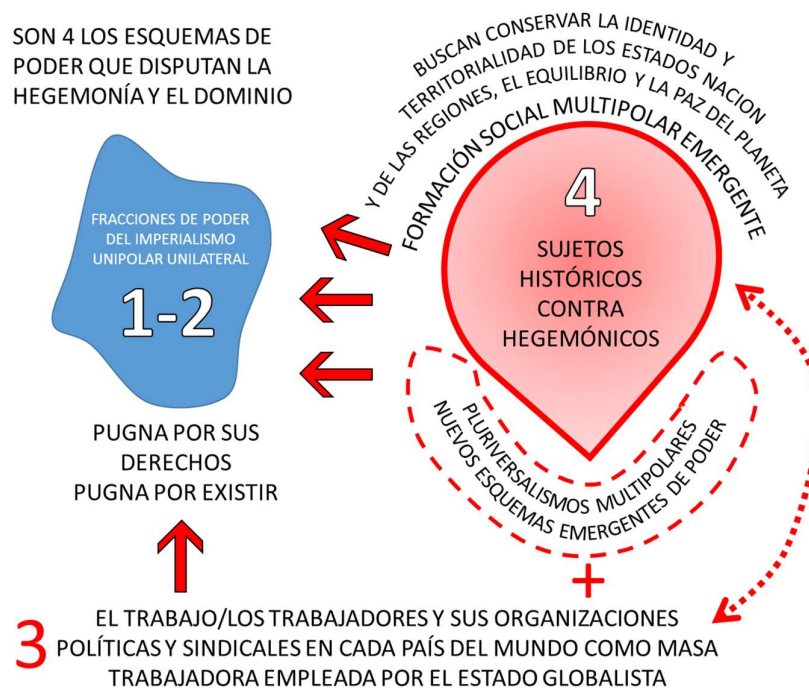 SON 4 LOS ESQUEMAS DE
PODER QUE DISPUTAN LA
HEGEMONÍA Y EL DOMINIO
FRACCIONES DE PODER
DEL IMPERIALISMO
UNIPOLAR UNILATERAL
1-2
PUGNA POR SUS
DERECHOS
PUGNA POR EXISTIR
BUSCAN CONSERVAR LA IDENTIDAD Y
TERRITORIALIDAD DE LOS ESTADOS NACION
Y DE LAS REGIONES, EL EQUILIBRIO Y LA PAZ DEL PLANETA
FORMACIÓN SOCIAL MULTIPOLAR EMERGENTE
4
SUJETOS
HISTÓRICOS
CONTRA
HEGEMÓNICOS
PLURIVERSALISMOS MULTIPOLARES
NUEVOS ESQUEMAS EMERGENTES DE PODER
+
3
EL TRABAJO/LOS TRABAJADORES Y SUS ORGANIZACIONES
POLÍTICAS Y SINDICALES EN CADA PAÍS DEL MUNDO COMO MASA
TRABAJADORA EMPLEADA POR EL ESTADO GLOBALISTA